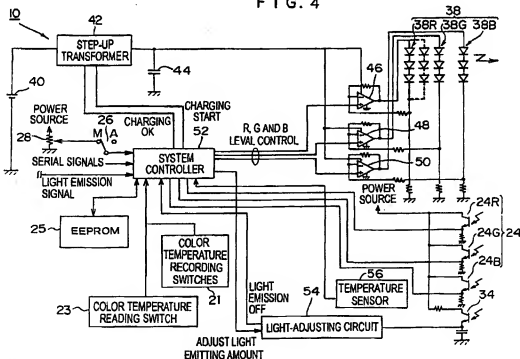 FIG. 4
10
42
STEP-UP
TRANSFORMER
40
44
38
38R
38G
38B
46
48
50
POWER
SOURCE
28
M
A
26
CHARGING
OK
CHARGING
START
52
R, G AND B
LEVAL CONTROL
SERIAL SIGNALS
LIGHT EMISSION
SIGNAL
SYSTEM
CONTROLLER
POWER
SOURCE
24R
24G
24
24B
34
25
EEPROM
COLOR
TEMPERATURE
RECORDING
SWITCHES
21
23
COLOR TEMPERATURE
READING SWITCH
LIGHT
EMISSION
OFF
56
TEMPERATURE
SENSOR
54
LIGHT-ADJUSTING CIRCUIT
ADJUST LIGHT
EMITTING AMOUNT